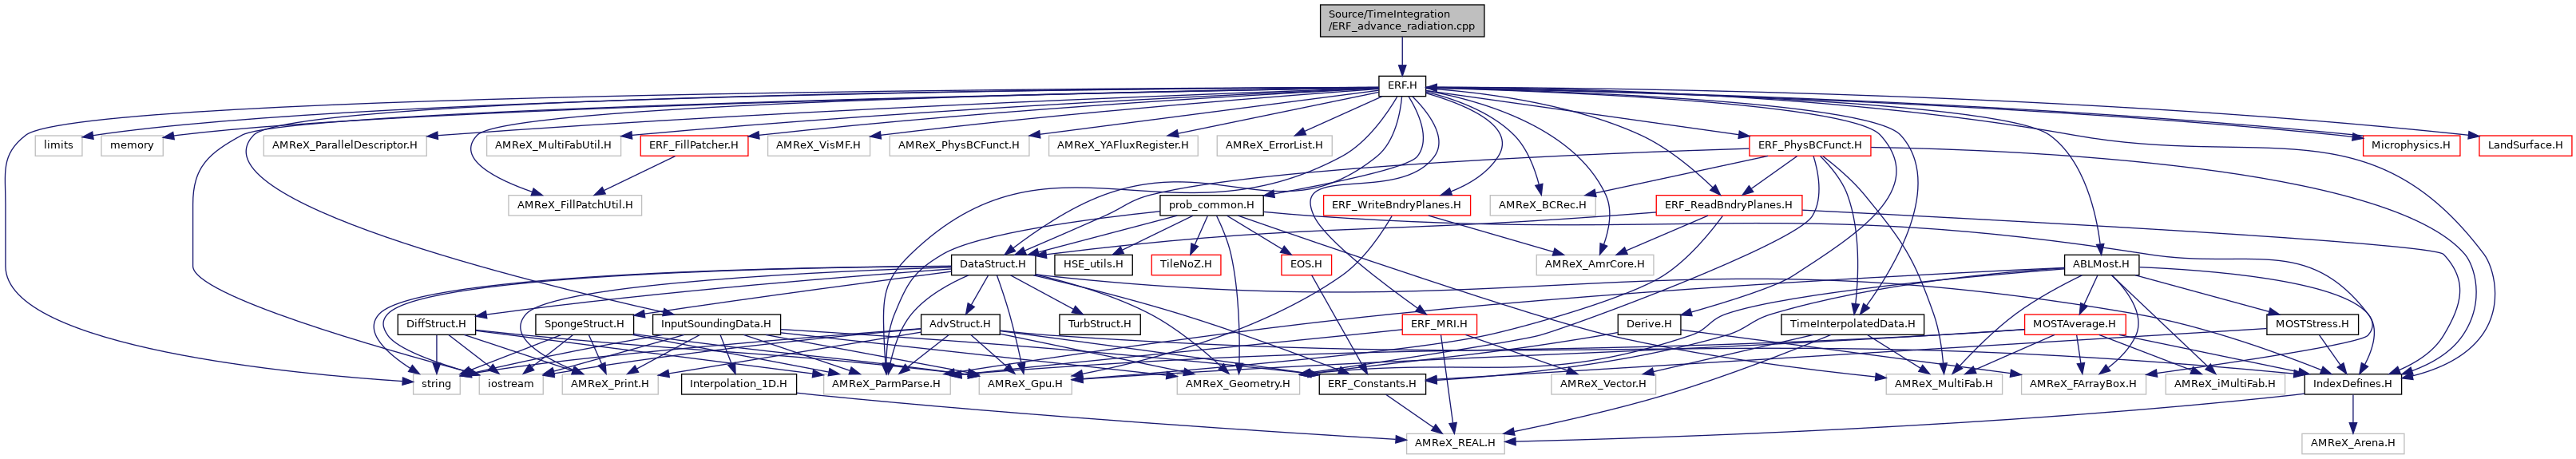 Source/TimeIntegration
/ERF_advance_radiation.cpp
ERF.H
limits
memory
AMReX_ParallelDescriptor.H
AMReX_MultiFabUtil.H
ERF_FillPatcher.H
AMReX_VisMF.H
AMReX_PhysBCFunct.H
AMReX_YAFluxRegister.H
AMReX_ErrorList.H
ERF_PhysBCFunct.H
Microphysics.H
LandSurface.H
AMReX_FillPatchUtil.H
prob_common.H
ERF_WriteBndryPlanes.H
AMReX_BCRec.H
ERF_ReadBndryPlanes.H
DataStruct.H
HSE_utils.H
TileNoZ.H
EOS.H
AMReX_AmrCore.H
ABLMost.H
DiffStruct.H
SpongeStruct.H
InputSoundingData.H
AdvStruct.H
TurbStruct.H
ERF_MRI.H
Derive.H
TimeInterpolatedData.H
MOSTAverage.H
MOSTStress.H
string
iostream
AMReX_Print.H
Interpolation_1D.H
AMReX_ParmParse.H
AMReX_Gpu.H
AMReX_Geometry.H
ERF_Constants.H
AMReX_Vector.H
AMReX_MultiFab.H
AMReX_FArrayBox.H
AMReX_iMultiFab.H
IndexDefines.H
AMReX_REAL.H
AMReX_Arena.H